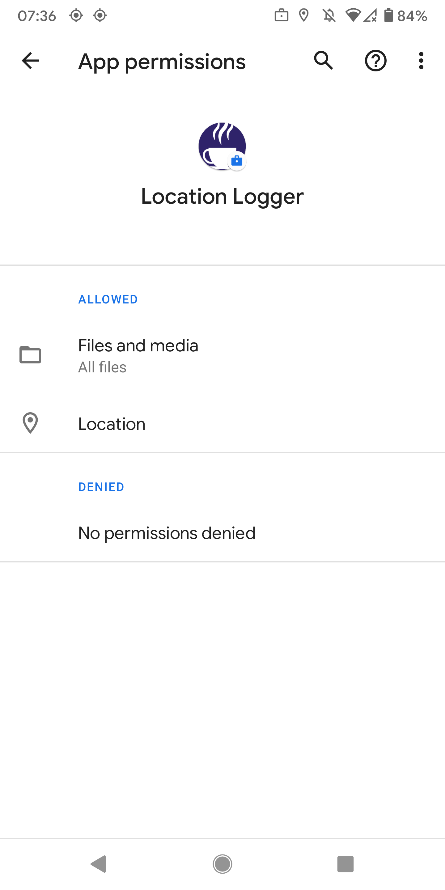 07:36 84%
App permissions
Location Logger
ALLOWED
Files and media
All files
Location
DENIED
No permissions denied